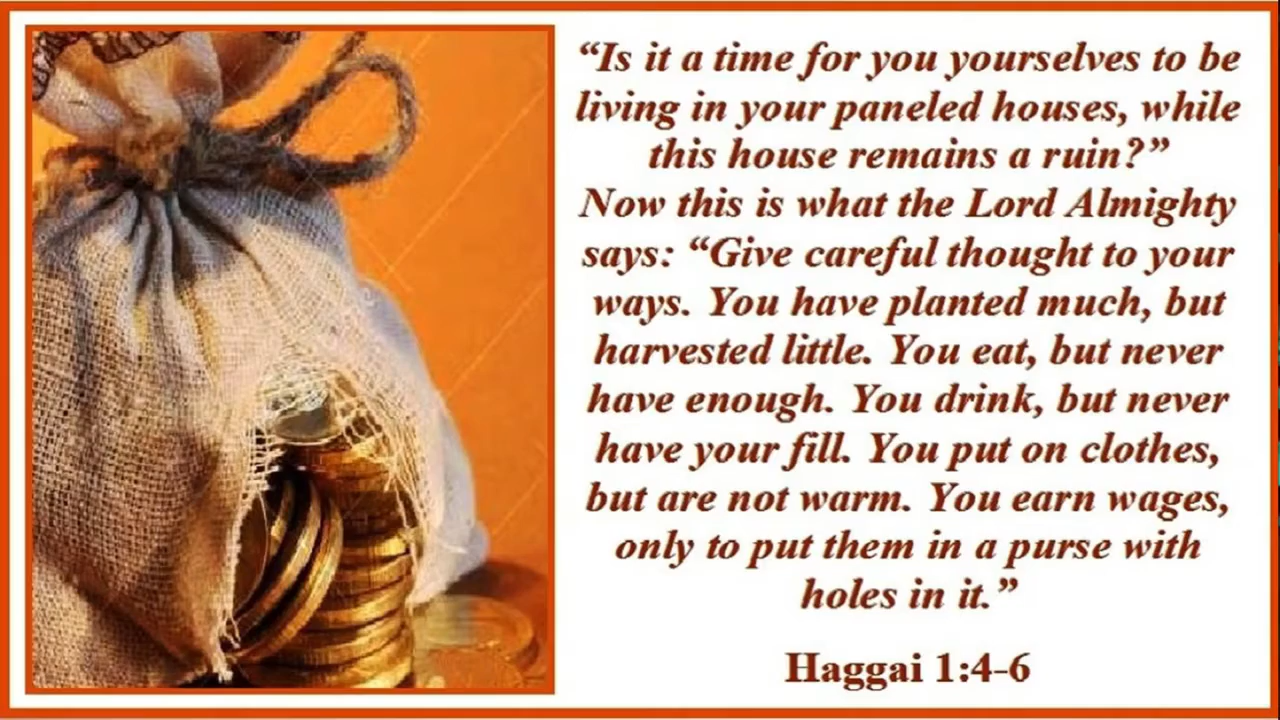 “Is it a time for you yourselves to be
living in your paneled houses, while
this house remains a ruin?”
Now this is what the Lord Almighty
says: “Give careful thought to your
ways. You have planted much, but
harvested little. You eat, but never
have enough. You drink, but never
have your fill. You put on clothes,
but are not warm. You earn wages,
only to put them in a purse with
holes in it.”
Haggai 1:4-6